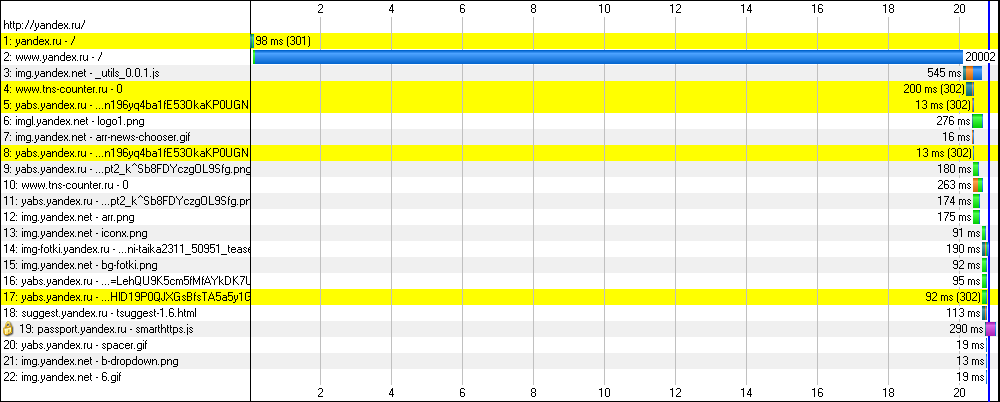 2 4 6 8 10 12 14 16 18 20
http://yandex.ru/
1: yandex.ru - / 98 ms (301)
2: www.yandex.ru - / 20002
3: img.yandex.net - _utils_0.0.1.js 545 ms
4: www.tns-counter.ru - 0 200 ms (302)
5: yabs.yandex.ru - ...n196yq4ba1fE53OkaKP0UGN 13 ms (302)
6: imgl.yandex.net - logo1.png 276 ms
7: img.yandex.net - arr-news-chooser.gif 16 ms
8: yabs.yandex.ru - ...n196yq4ba1fE53OkaKP0UGN 13 ms (302)
9: yabs.yandex.ru - ...pt2_k^Sb8FDYczgOL9Sfg.png 180 ms
10: www.tns-counter.ru - 0 263 ms
11: yabs.yandex.ru - ...pt2_k^Sb8FDYczgOL9Sfg.pn 174 ms
12: img.yandex.net - arr.png 175 ms
13: img.yandex.net - iconx.png 91 ms
14: img-fotki.yandex.ru - ...ni-taika2311_50951_tease 190 ms
15: img.yandex.net - bg-fotki.png 92 ms
16: yabs.yandex.ru - ...=LehQU9K5cm5fMfAYkDK7U 95 ms
17: yabs.yandex.ru - ...HID19P0QJXGsBfsTA5a5y1G 92 ms (302)
18: suggest.yandex.ru - tsuggest-1.6.html 113 ms
19: passport.yandex.ru - smarthttps.js 290 ms
20: yabs.yandex.ru - spacer.gif 19 ms
21: img.yandex.net - b-dropdown.png 13 ms
22: img.yandex.net - 6.gif 19 ms
2 4 6 8 10 12 14 16 18 20